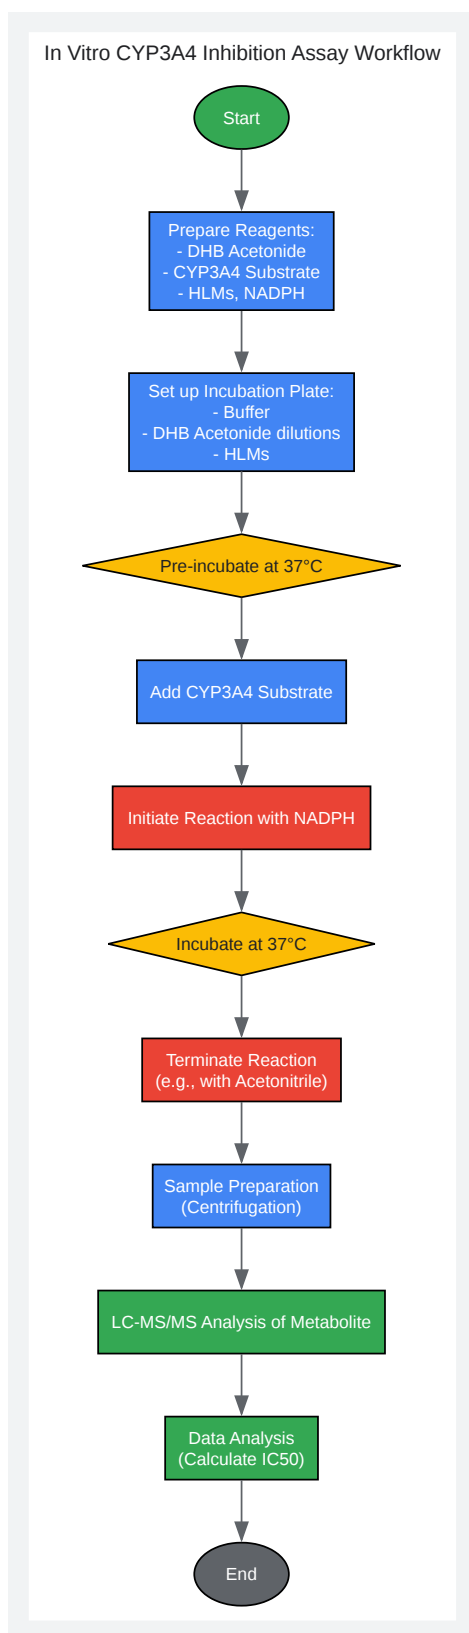 In Vitro CYP3A4 Inhibition Assay Workflow
Start
Prepare Reagents:
- DHB Acetonide
- CYP3A4 Substrate
- HLMs, NADPH
Set up Incubation Plate:
- Buffer
- DHB Acetonide dilutions
- HLMs
Pre-incubate at 37°C
Add CYP3A4 Substrate
Initiate Reaction with NADPH
Incubate at 37°C
Terminate Reaction
(e.g., with Acetonitrile)
Sample Preparation
(Centrifugation)
LC-MS/MS Analysis of Metabolite
Data Analysis
(Calculate IC50)
End